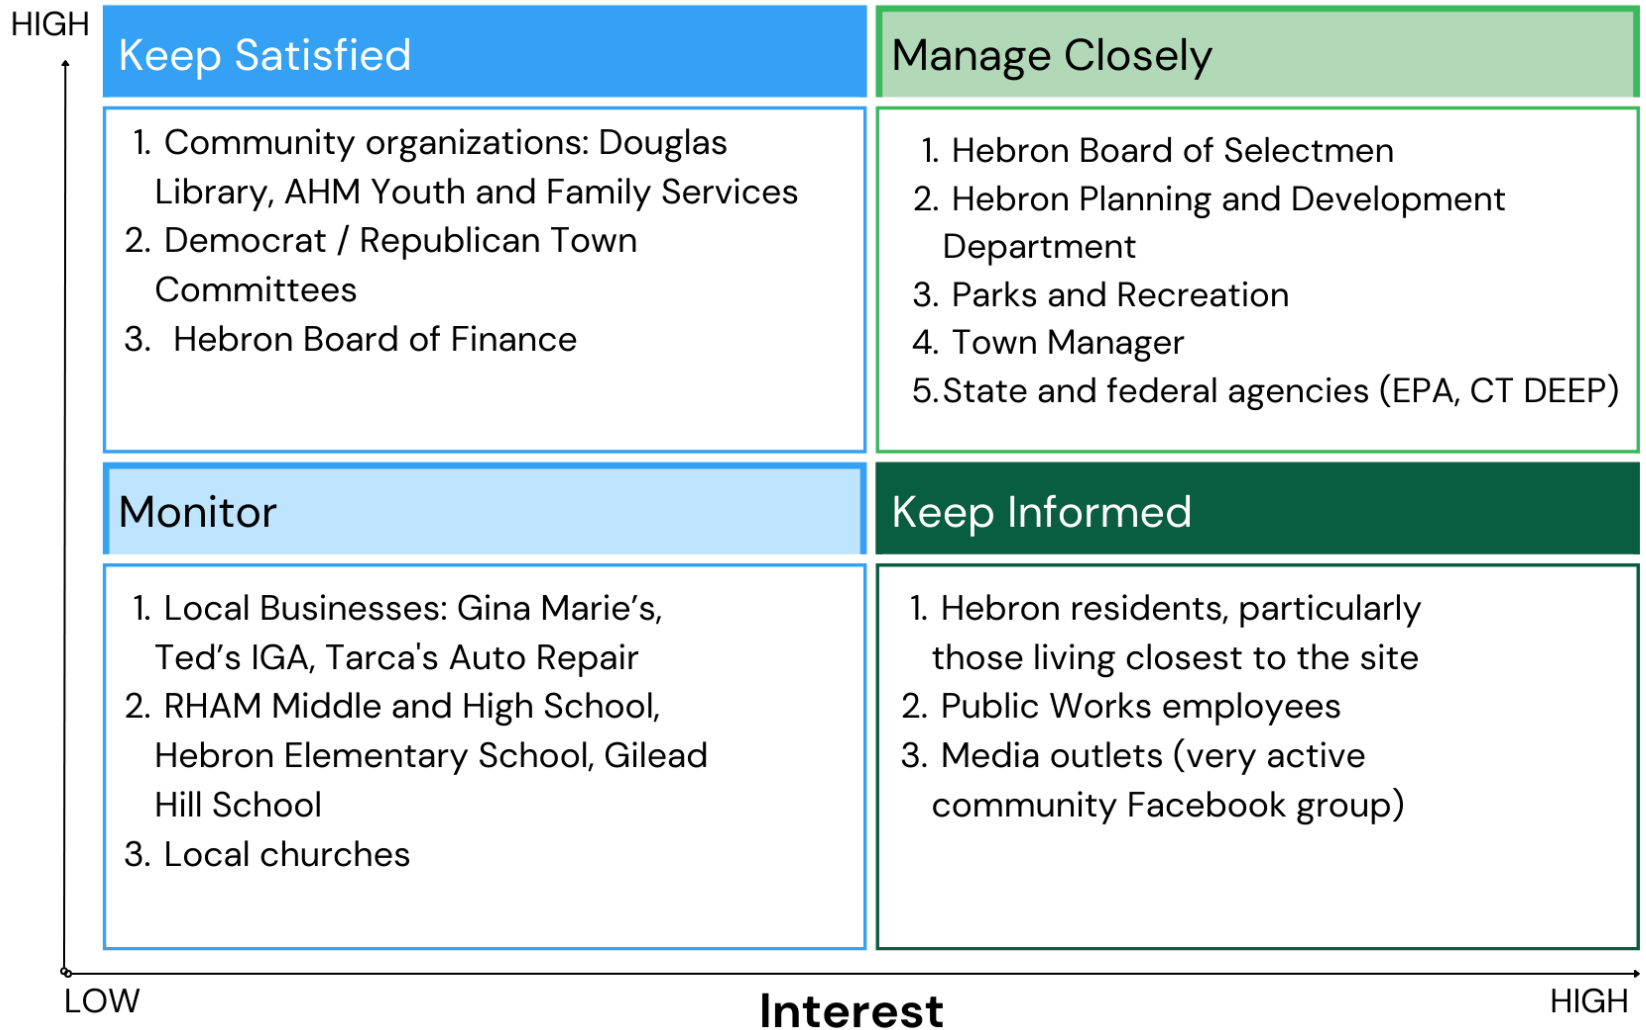 HIGH
Keep Satisfied
1. Community organizations: Douglas
Library, AHM Youth and Family Services
2. Democrat / Republican Town
Committees
3. Hebron Board of Finance
Manage Closely
1. Hebron Board of Selectmen
2. Hebron Planning and Development
Department
3. Parks and Recreation
4. Town Manager
5. State and federal agencies (EPA, CT DEEP)
Monitor
1. Local Businesses: Gina Marie’s,
Ted’s IGA, Tarca's Auto Repair
2. RHAM Middle and High School,
Hebron Elementary School, Gilead
Hill School
3. Local churches
Keep Informed
1. Hebron residents, particularly
those living closest to the site
2. Public Works employees
3. Media outlets (very active
community Facebook group)
LOW
Interest
HIGH